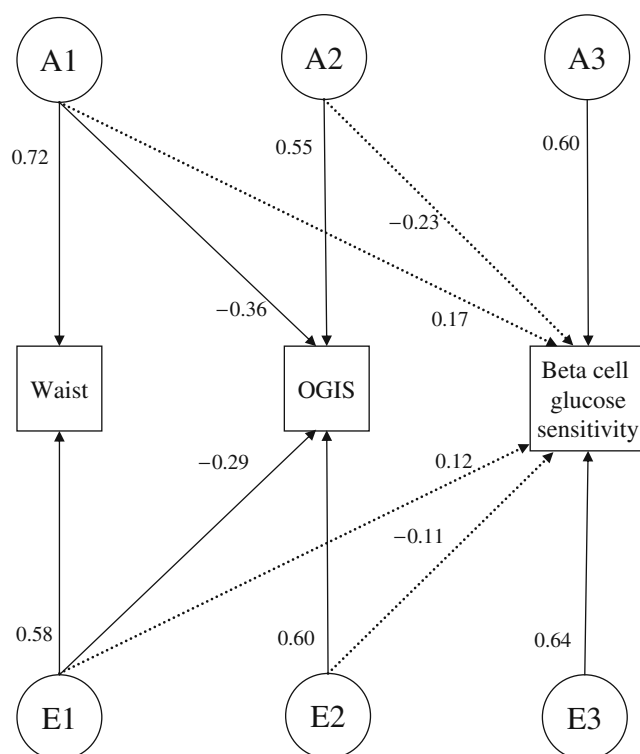 A1
A2
A3
0.72
0.55
0.60
−0.23
−0.36
0.17
Waist
OGIS
Beta cell
glucose
sensitivity
−0.29
0.12
−0.11
0.58
0.60
0.64
E1
E2
E3